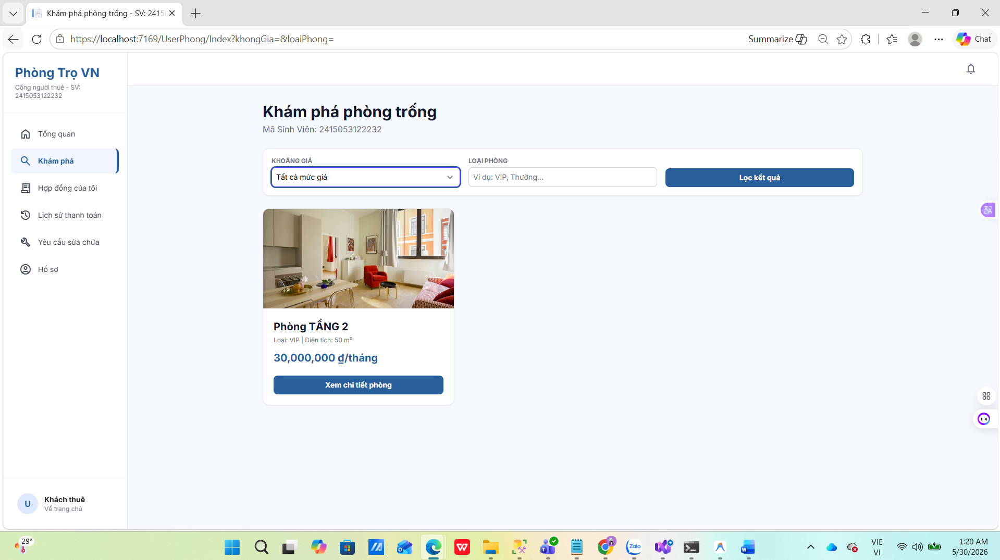 Khám phá phòng trống - SV: 2415
https://localhost:7169/UserPhong/Index?khongGia=&loaiPhong=
Summarize
Chat
Phòng Trọ VN
Cổng người thuê - SV:
2415053122232
Tổng quan
Khám phá
Hợp đồng của tôi
Lịch sử thanh toán
Yêu cầu sửa chữa
Hồ sơ
Khám phá phòng trống
Mã Sinh Viên: 2415053122232
KHOẢNG GIÁ
LOẠI PHÒNG
Tất cả mức giá
Ví dụ: VIP, Thường...
Lọc kết quả
Phòng TẦNG 2
Loại: VIP | Diện tích: 50 m²
30,000,000 ₫/tháng
Xem chi tiết phòng
U
Khách thuê
Về trang chủ
29°
Zalo
VIE
VI
1:20 AM
5/30/2026